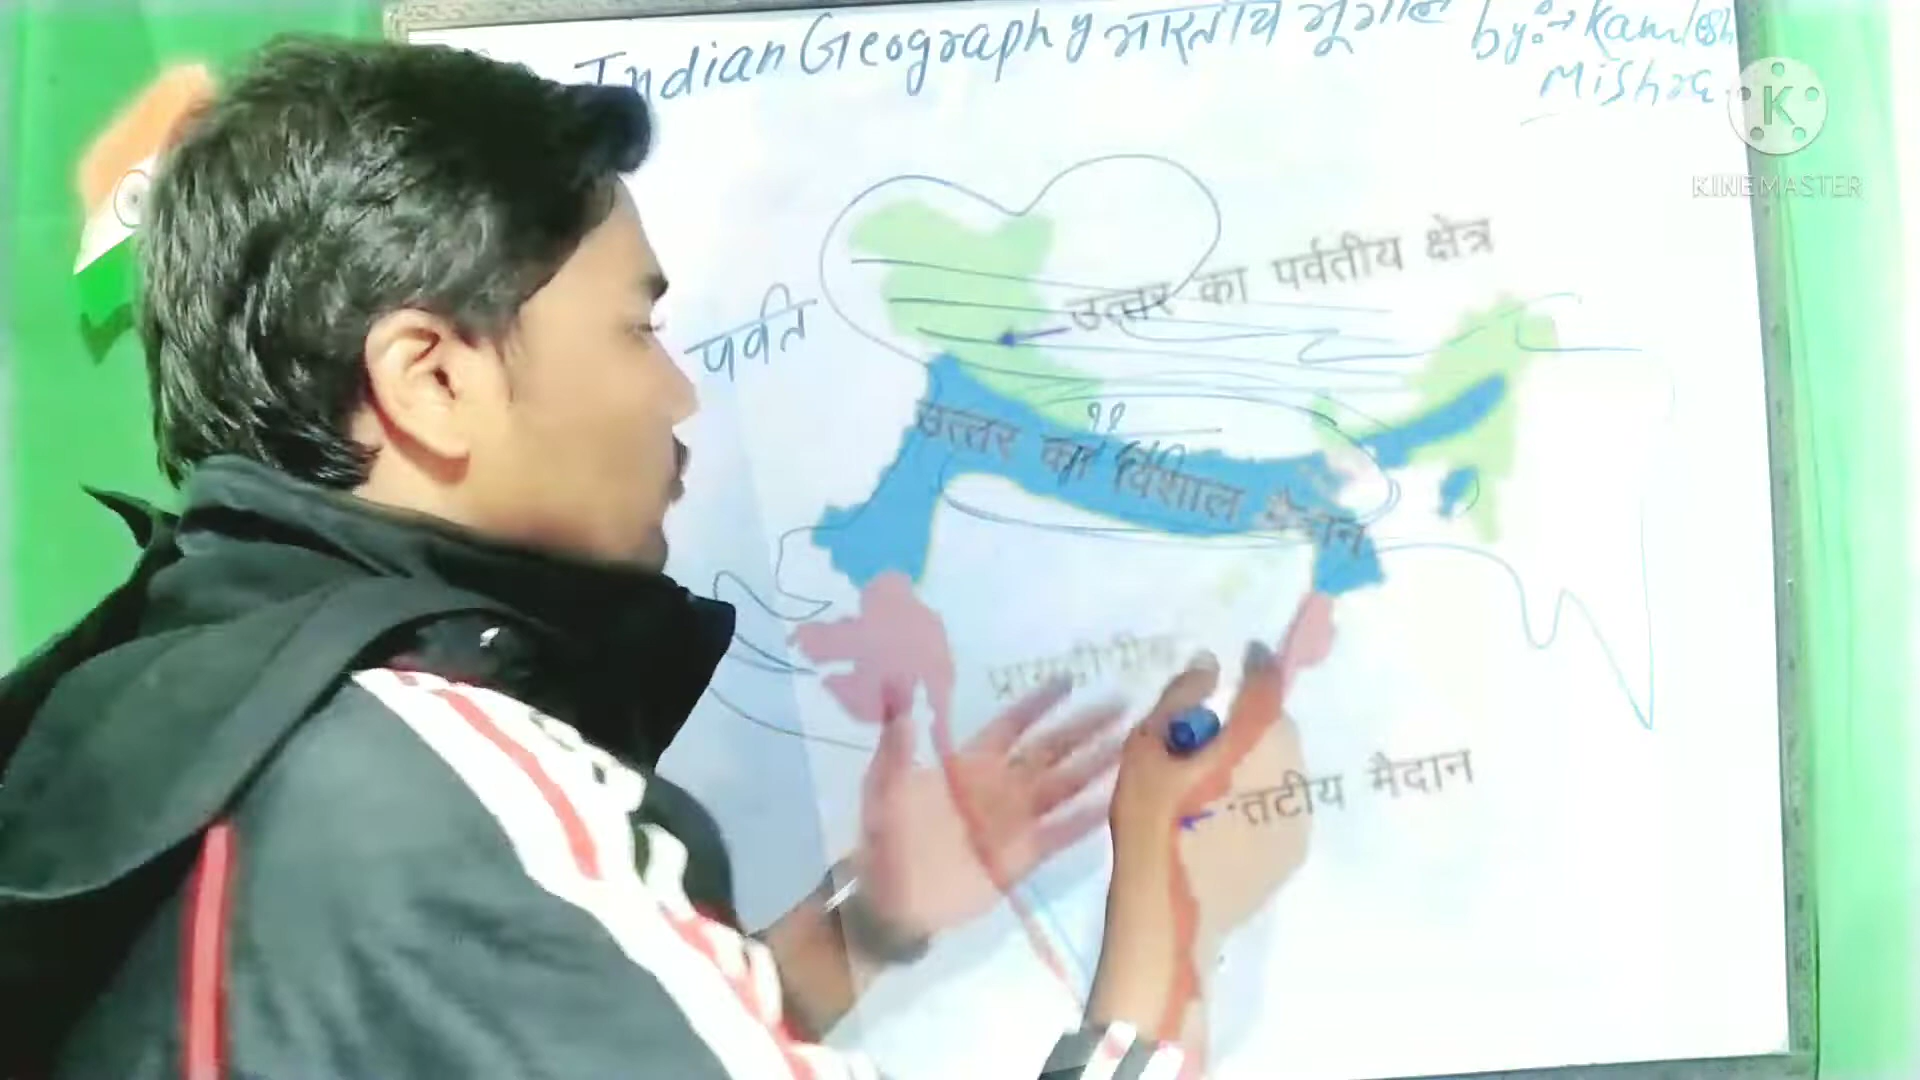 Indian Geography भारतीय भूगोल by:→ Kamlesh
Mishra
K
KINEMASTER
उत्तर का पर्वतीय क्षेत्र
पर्वत
उत्तर का विशाल मैदान
तटीय मैदान